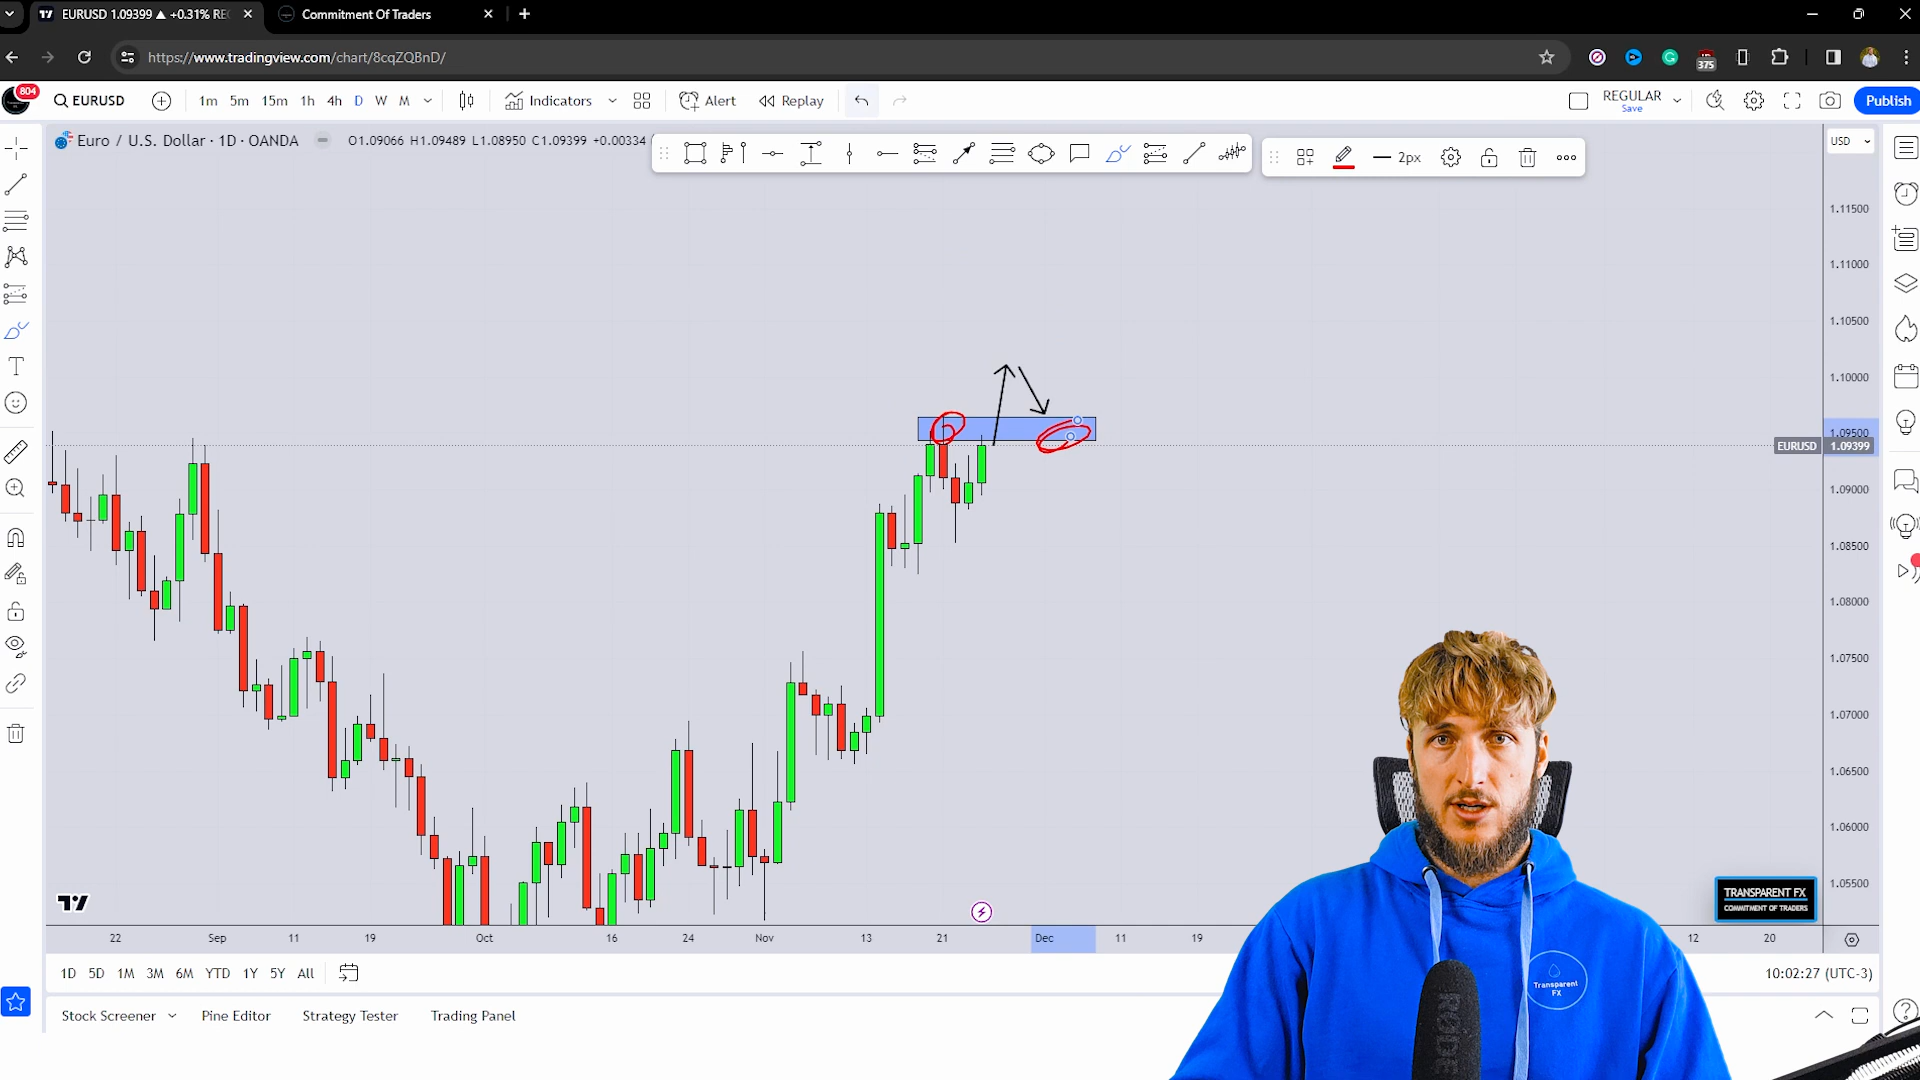 EURUSD 1.09399 ▲ +0.31% RE
Commitment Of Traders
https://www.tradingview.com/chart/8cqZQBnD/
375
804
EURUSD
1m 5m 15m 1h 4h D W M
Indicators
Alert
Replay
REGULAR
Save
Publish
Euro / U.S. Dollar · 1D · OANDA
O1.09066 H1.09489 L1.08950 C1.09399 +0.00334
2px
USD
1.11500
1.11000
1.10500
1.10000
1.09500
EURUSD 1.09399
1.09000
1.08500
1.08000
1.07500
1.07000
1.06500
1.06000
1.05500
TRANSPARENT FX
COMMITMENT OF TRADERS
22 Sep 11 19 Oct 16 24 Nov 13 21 Dec 11 19 12 20
1D 5D 1M 3M 6M YTD 1Y 5Y All
10:02:27 (UTC-3)
Stock Screener Pine Editor Strategy Tester Trading Panel
Transparent
FX
RØDE